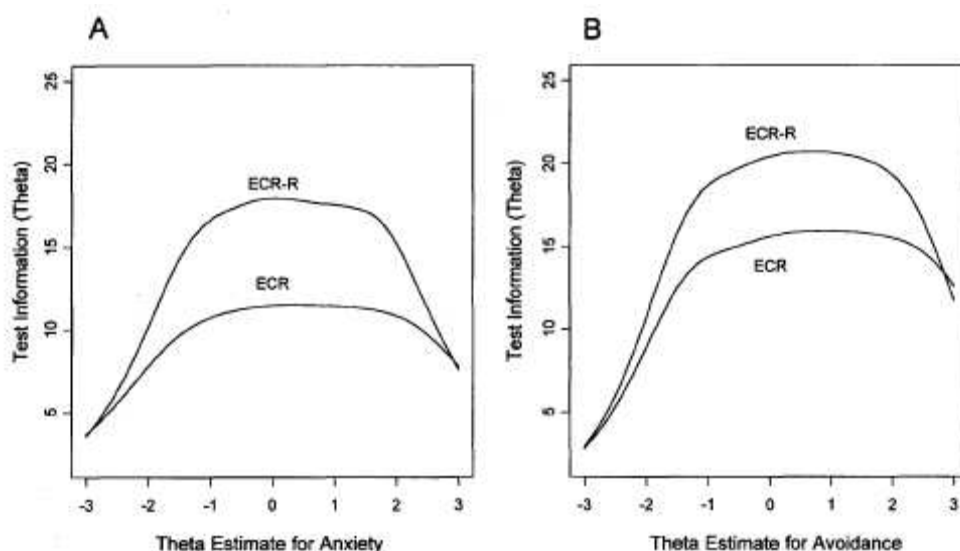 A
B
Test Information (Theta)
25
20
15
10
5
ECR-R
ECR
-3 -2 -1 0 1 2 3
Theta Estimate for Anxiety
Test Information (Theta)
25
20
15
10
5
ECR-R
ECR
-3 -2 -1 0 1 2 3
Theta Estimate for Avoidance